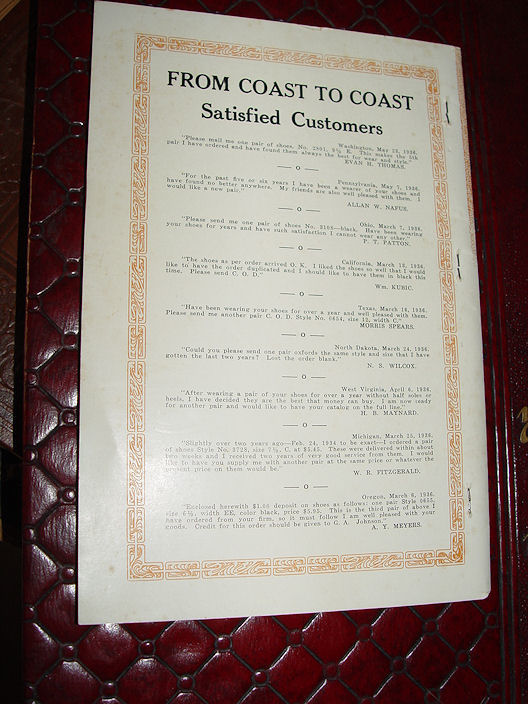 FROM COAST TO COAST
Satisfied Customers
Washington, May 23, 1936.
"Please mail me one pair of shoes, No. 2801, 9½ E. This makes the 5th
pair I have ordered and have found them always the best for wear and style."
EVAN H. THOMAS.
— o —
Pennsylvania, May 7, 1936.
"For the past five or six years I have been a wearer of your shoes and
have found no better anywhere. My friends are also well pleased with them. I
would like a new pair."
ALLAN W. NAFUS.
— o —
Ohio, March 7, 1936.
"Please send me one pair of shoes No. 3108—black. Have been wearing
your shoes for years and have such satisfaction I cannot wear any other."
P. T. PATTON.
— o —
California, March 12, 1936.
"The shoes as per order arrived O. K. I liked the shoes so well that I would
like to have the order duplicated and I should like to have them in black this
time. Please send C. O. D."
Wm. KUBIC.
— o —
Texas, March 16, 1936.
"Have been wearing your shoes for over a year and well pleased with them.
Please send me another pair C. O. D. Style No. 0654, size 12, width C."
MORRIS SPEARS.
— o —
North Dakota, March 24, 1936.
"Could you please send one pair oxfords the same style and size that I have
gotten the last two years? Lost the order blank."
N. S. WILCOX.
— o —
West Virginia, April 6, 1936.
"After wearing a pair of your shoes for over a year without half soles or
heels, I have decided they are the best that money can buy. I am now ready
for another pair and would like to have your catalog on the full line."
H. B. MAYNARD.
— o —
Michigan, March 25, 1936.
"Slightly over two years ago—Feb. 24, 1934 to be exact—I ordered a pair
of shoes Style No. 3728, size 7½, C, at $5.45. These were delivered within about
two weeks and I received two years of very good service from them. I would
like to have you supply me with another pair at the same price or whatever the
present price on them would be."
W. R. FITZGERALD.
— o —
Oregon, March 6, 1936.
"Enclosed herewith $1.00 deposit on shoes as follows: one pair Style 0655,
size 6½, width EE, color black, price $5.95. This is the third pair of above I
have ordered from your firm, so it must follow I am well pleased with your
goods. Credit for this order should be given to G. A. Johnson."
A. Y. MEYERS.